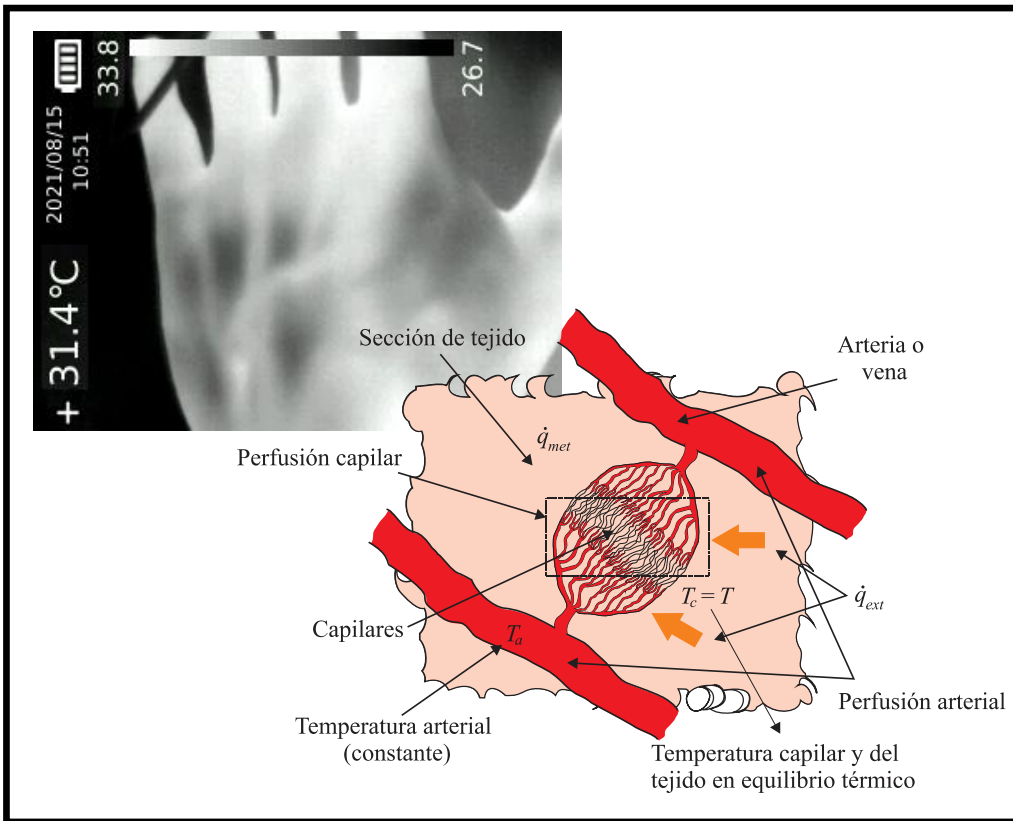 33.8
26.7
2021/08/15
10:51
+ 31.4°C
Sección de tejido
Arteria o
vena
q̇met
Perfusión capilar
Tc = T
q̇ext
Capilares
Ta
Perfusión arterial
Temperatura arterial
(constante)
Temperatura capilar y del
tejido en equilibrio térmico